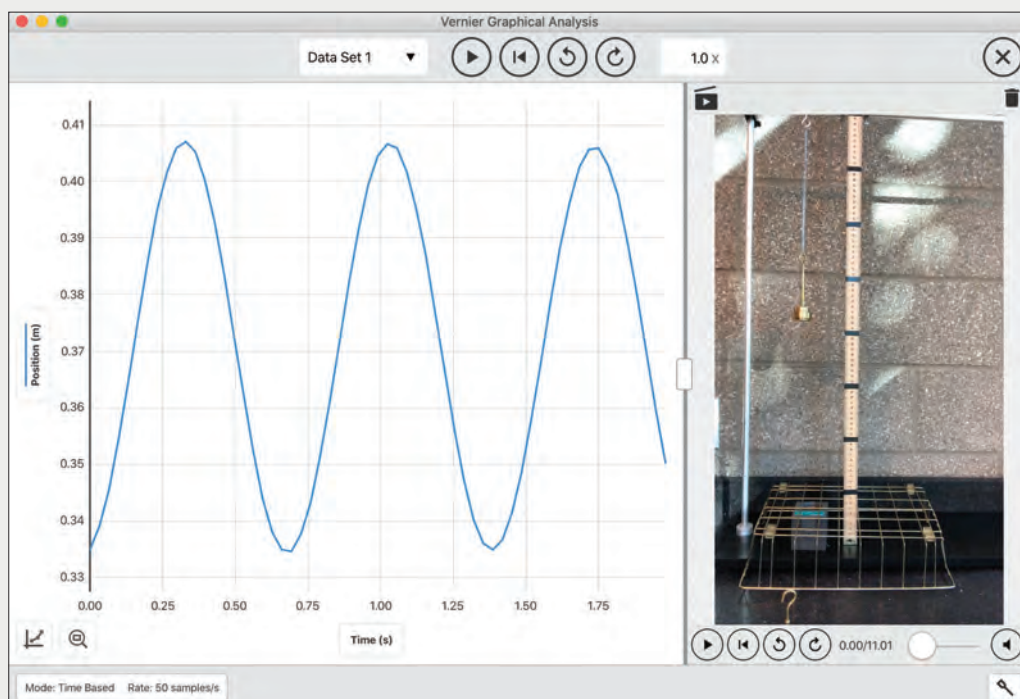 Vernier Graphical Analysis
Data Set 1
1.0 x
0.41
0.40
0.39
0.38
0.37
0.36
0.35
0.34
0.33
Position (m)
0.00 0.25 0.50 0.75 1.00 1.25 1.50 1.75
Time (s)
0.00/11.01
Mode: Time Based Rate: 50 samples/s